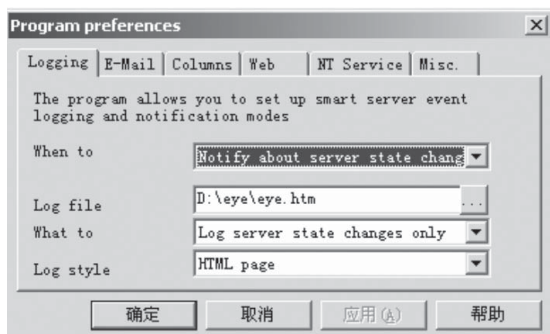 Program preferences
Logging E-Mail Columns Web NT Service Misc.
The program allows you to set up smart server event
logging and notification modes
When to Notify about server state chang
Log file D:\eye\eye.htm ...
What to Log server state changes only
Log style HTML page
确定 取消 应用(A) 帮助